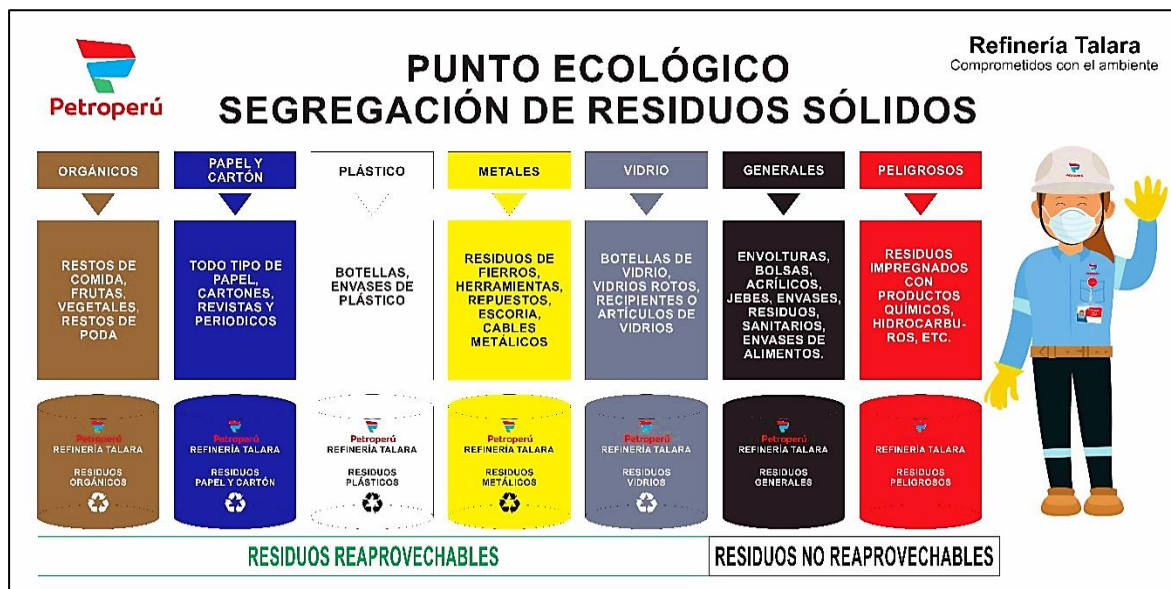 Petroperú
PUNTO ECOLÓGICO
SEGREGACIÓN DE RESIDUOS SÓLIDOS
Refinería Talara
Comprometidos con el ambiente
ORGÁNICOS
RESTOS DE
COMIDA,
FRUTAS,
VEGETALES,
RESTOS DE
PODA
PAPEL Y
CARTÓN
TODO TIPO DE
PAPEL,
CARTONES,
REVISTAS Y
PERIODICOS
PLÁSTICO
BOTELLAS,
ENVASES DE
PLÁSTICO
METALES
RESIDUOS DE
FIERROS,
HERRAMIENTAS,
REPUESTOS,
ESCORIA,
CABLES
METÁLICOS
VIDRIO
BOTELLAS DE
VIDRIO,
VIDRIOS ROTOS,
RECIPIENTES O
ARTÍCULOS DE
VIDRIOS
GENERALES
ENVOLTURAS,
BOLSAS,
ACRÍLICOS,
JEBES, ENVASES,
RESIDUOS,
SANITARIOS,
ENVASES DE
ALIMENTOS.
PELIGROSOS
RESIDUOS
IMPREGNADOS
CON
PRODUCTOS
QUÍMICOS,
HIDROCARBU-
ROS, ETC.
Petroperú
REFINERÍA TALARA
RESIDUOS
ORGÁNICOS
Petroperú
REFINERÍA TALARA
RESIDUOS
PAPEL Y CARTÓN
Petroperú
REFINERÍA TALARA
RESIDUOS
PLÁSTICOS
Petroperú
REFINERÍA TALARA
RESIDUOS
METÁLICOS
Petroperú
REFINERÍA TALARA
RESIDUOS
VIDRIOS
Petroperú
REFINERÍA TALARA
RESIDUOS
GENERALES
REFINERÍA TALARA
RESIDUOS
PELIGROSOS
RESIDUOS REAPROVECHABLES
RESIDUOS NO REAPROVECHABLES